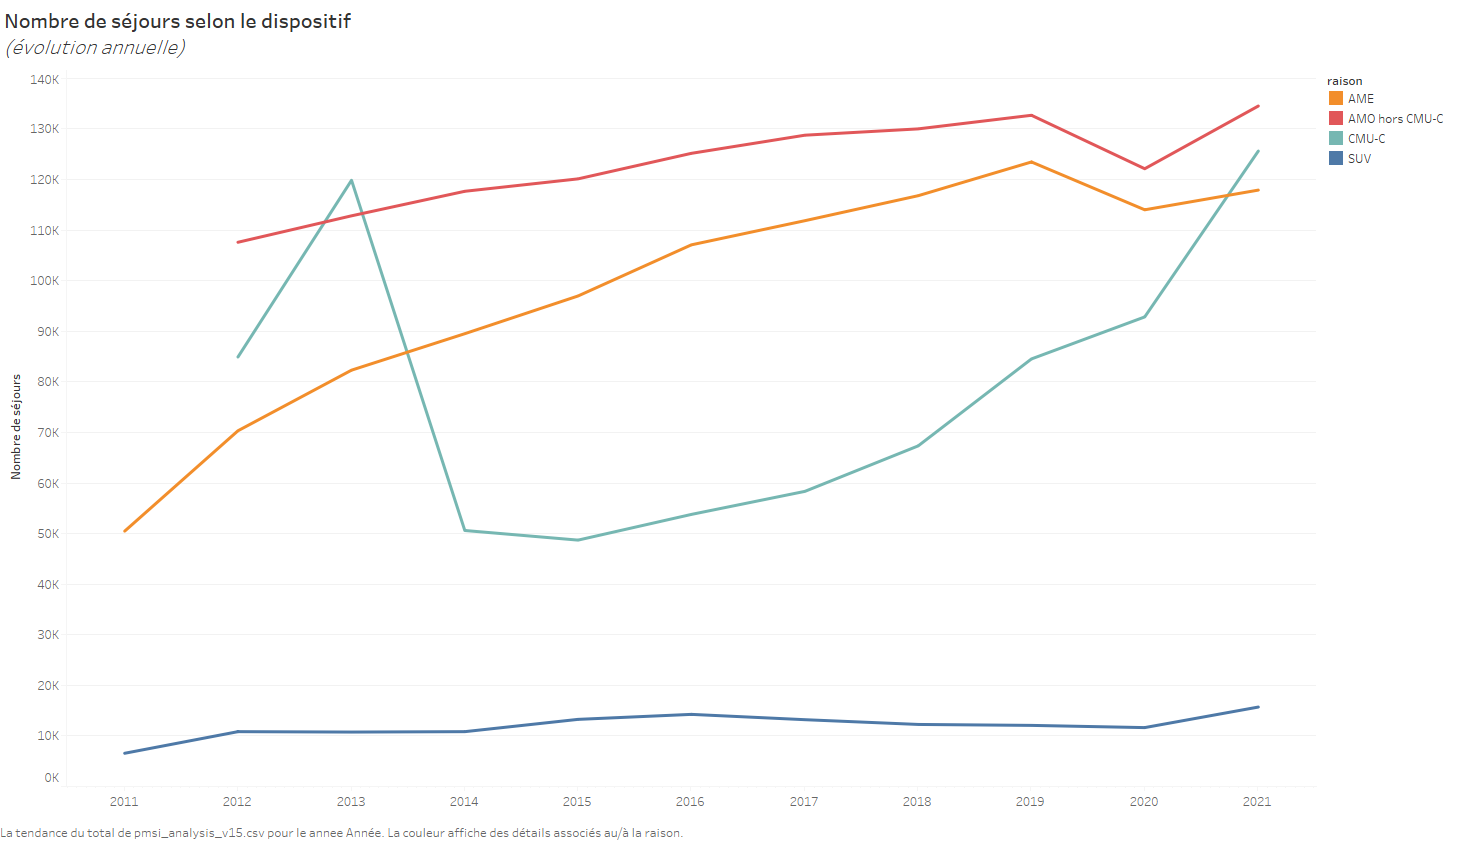 Nombre de séjours selon le dispositif
(évolution annuelle)
140K
130K
120K
110K
100K
90K
80K
70K
60K
50K
40K
30K
20K
10K
0K
Nombre de séjours
2011 2012 2013 2014 2015 2016 2017 2018 2019 2020 2021
raison
AME
AMO hors CMU-C
CMU-C
SUV
La tendance du total de pmsi_analysis_v15.csv pour le annee Année. La couleur affiche des détails associés au/à la raison.